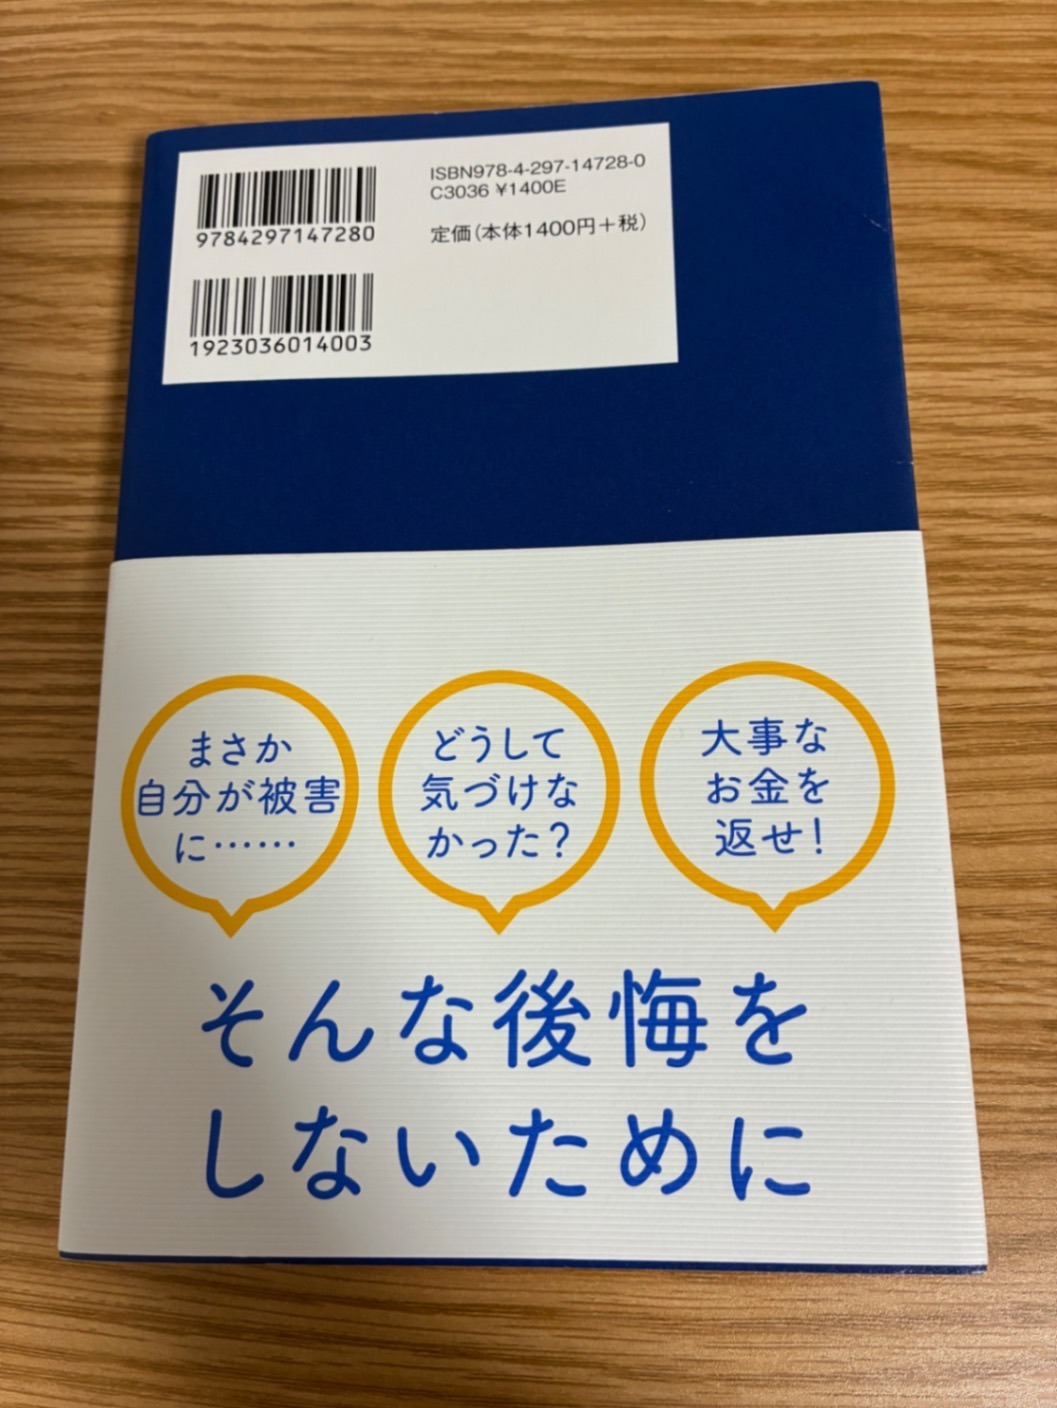 ISBN978-4-297-14728-0
C3036 ¥1400E
定価(本体1400円+税)
9784297147280
1923036014003
まさか
自分が被害
に……
どうして
気づけな
かった?
大事な
お金を
返せ!
そんな後悔を
しないために